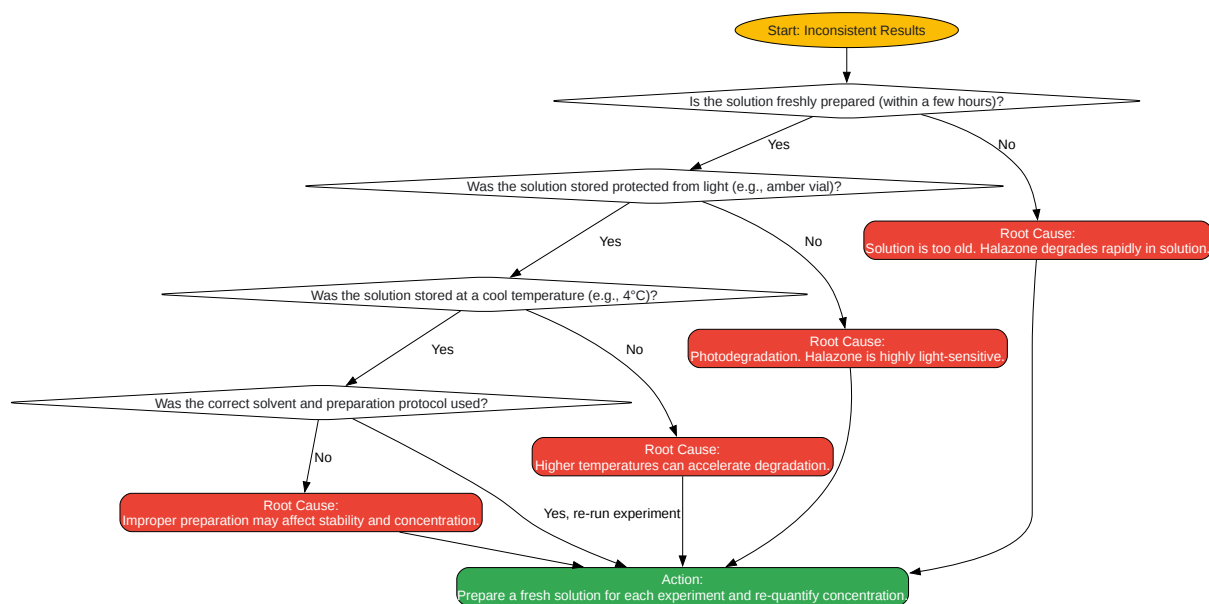 Start: Inconsistent Results
Is the solution freshly prepared (within a few hours)?
Yes
No
Was the solution stored protected from light (e.g., amber vial)?
Root Cause:
Solution is too old. Halazone degrades rapidly in solution.
Yes
No
Was the solution stored at a cool temperature (e.g., 4°C)?
Root Cause:
Photodegradation. Halazone is highly light-sensitive.
Yes
No
Was the correct solvent and preparation protocol used?
Root Cause:
Higher temperatures can accelerate degradation.
No
Root Cause:
Improper preparation may affect stability and concentration.
Yes, re-run experiment
Action:
Prepare a fresh solution for each experiment and re-quantify concentration.